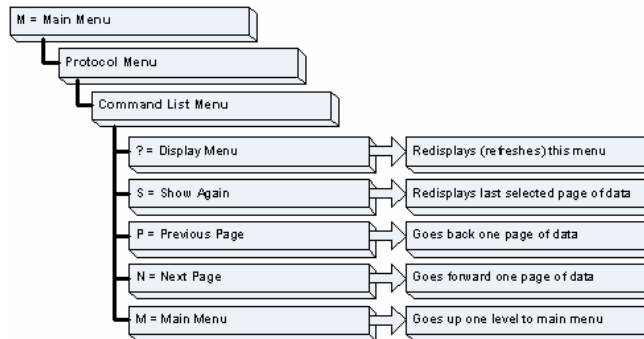 M = Main Menu
Protocol Menu
Command List Menu
? = Display Menu
Redisplays (refreshes) this menu
S = Show Again
Redisplays last selected page of data
P = Previous Page
Goes back one page of data
N = Next Page
Goes forward one page of data
M = Main Menu
Goes up one level to main menu